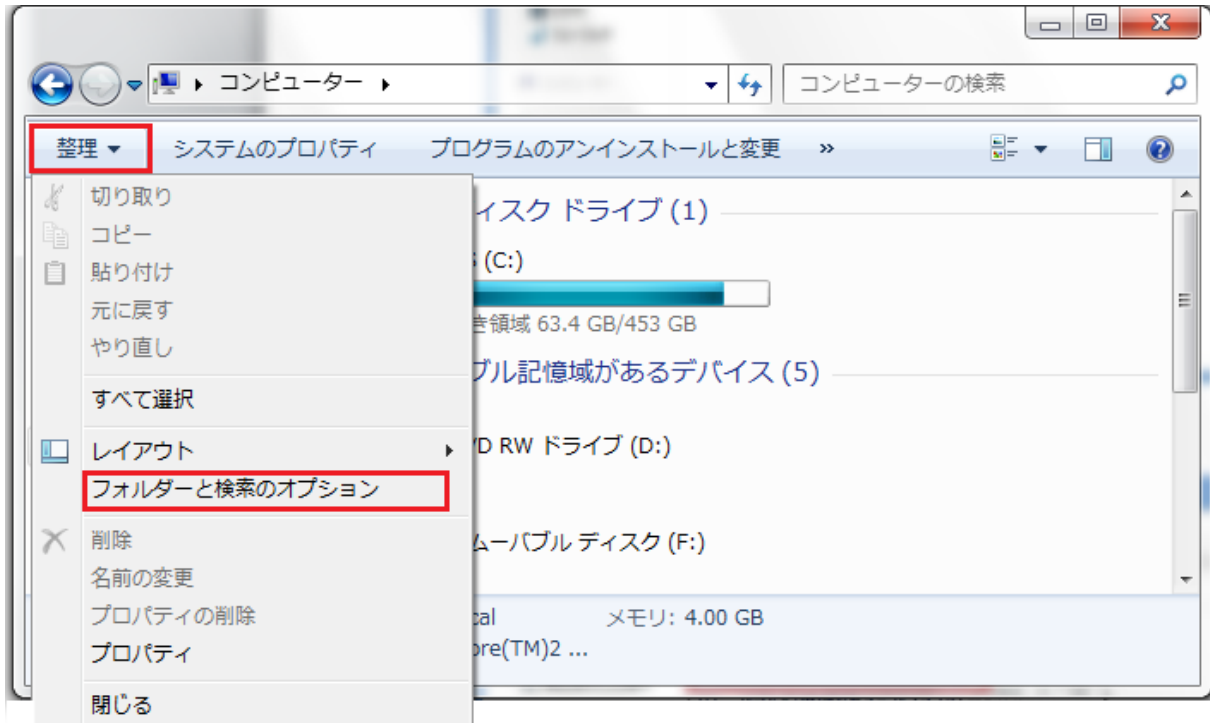 コンピューター
コンピューターの検索
整理 システムのプロパティ プログラムのアンインストールと変更 »
切り取り
コピー
貼り付け
元に戻す
やり直し
すべて選択
レイアウト
フォルダーと検索のオプション
削除
名前の変更
プロパティの削除
プロパティ
閉じる
ィスク ドライブ (1)
(C:)
き領域 63.4 GB/453 GB
ブル記憶域があるデバイス (5)
VD RW ドライブ (D:)
ムーバブル ディスク (F:)
cal メモリ: 4.00 GB
ore(TM)2 ...